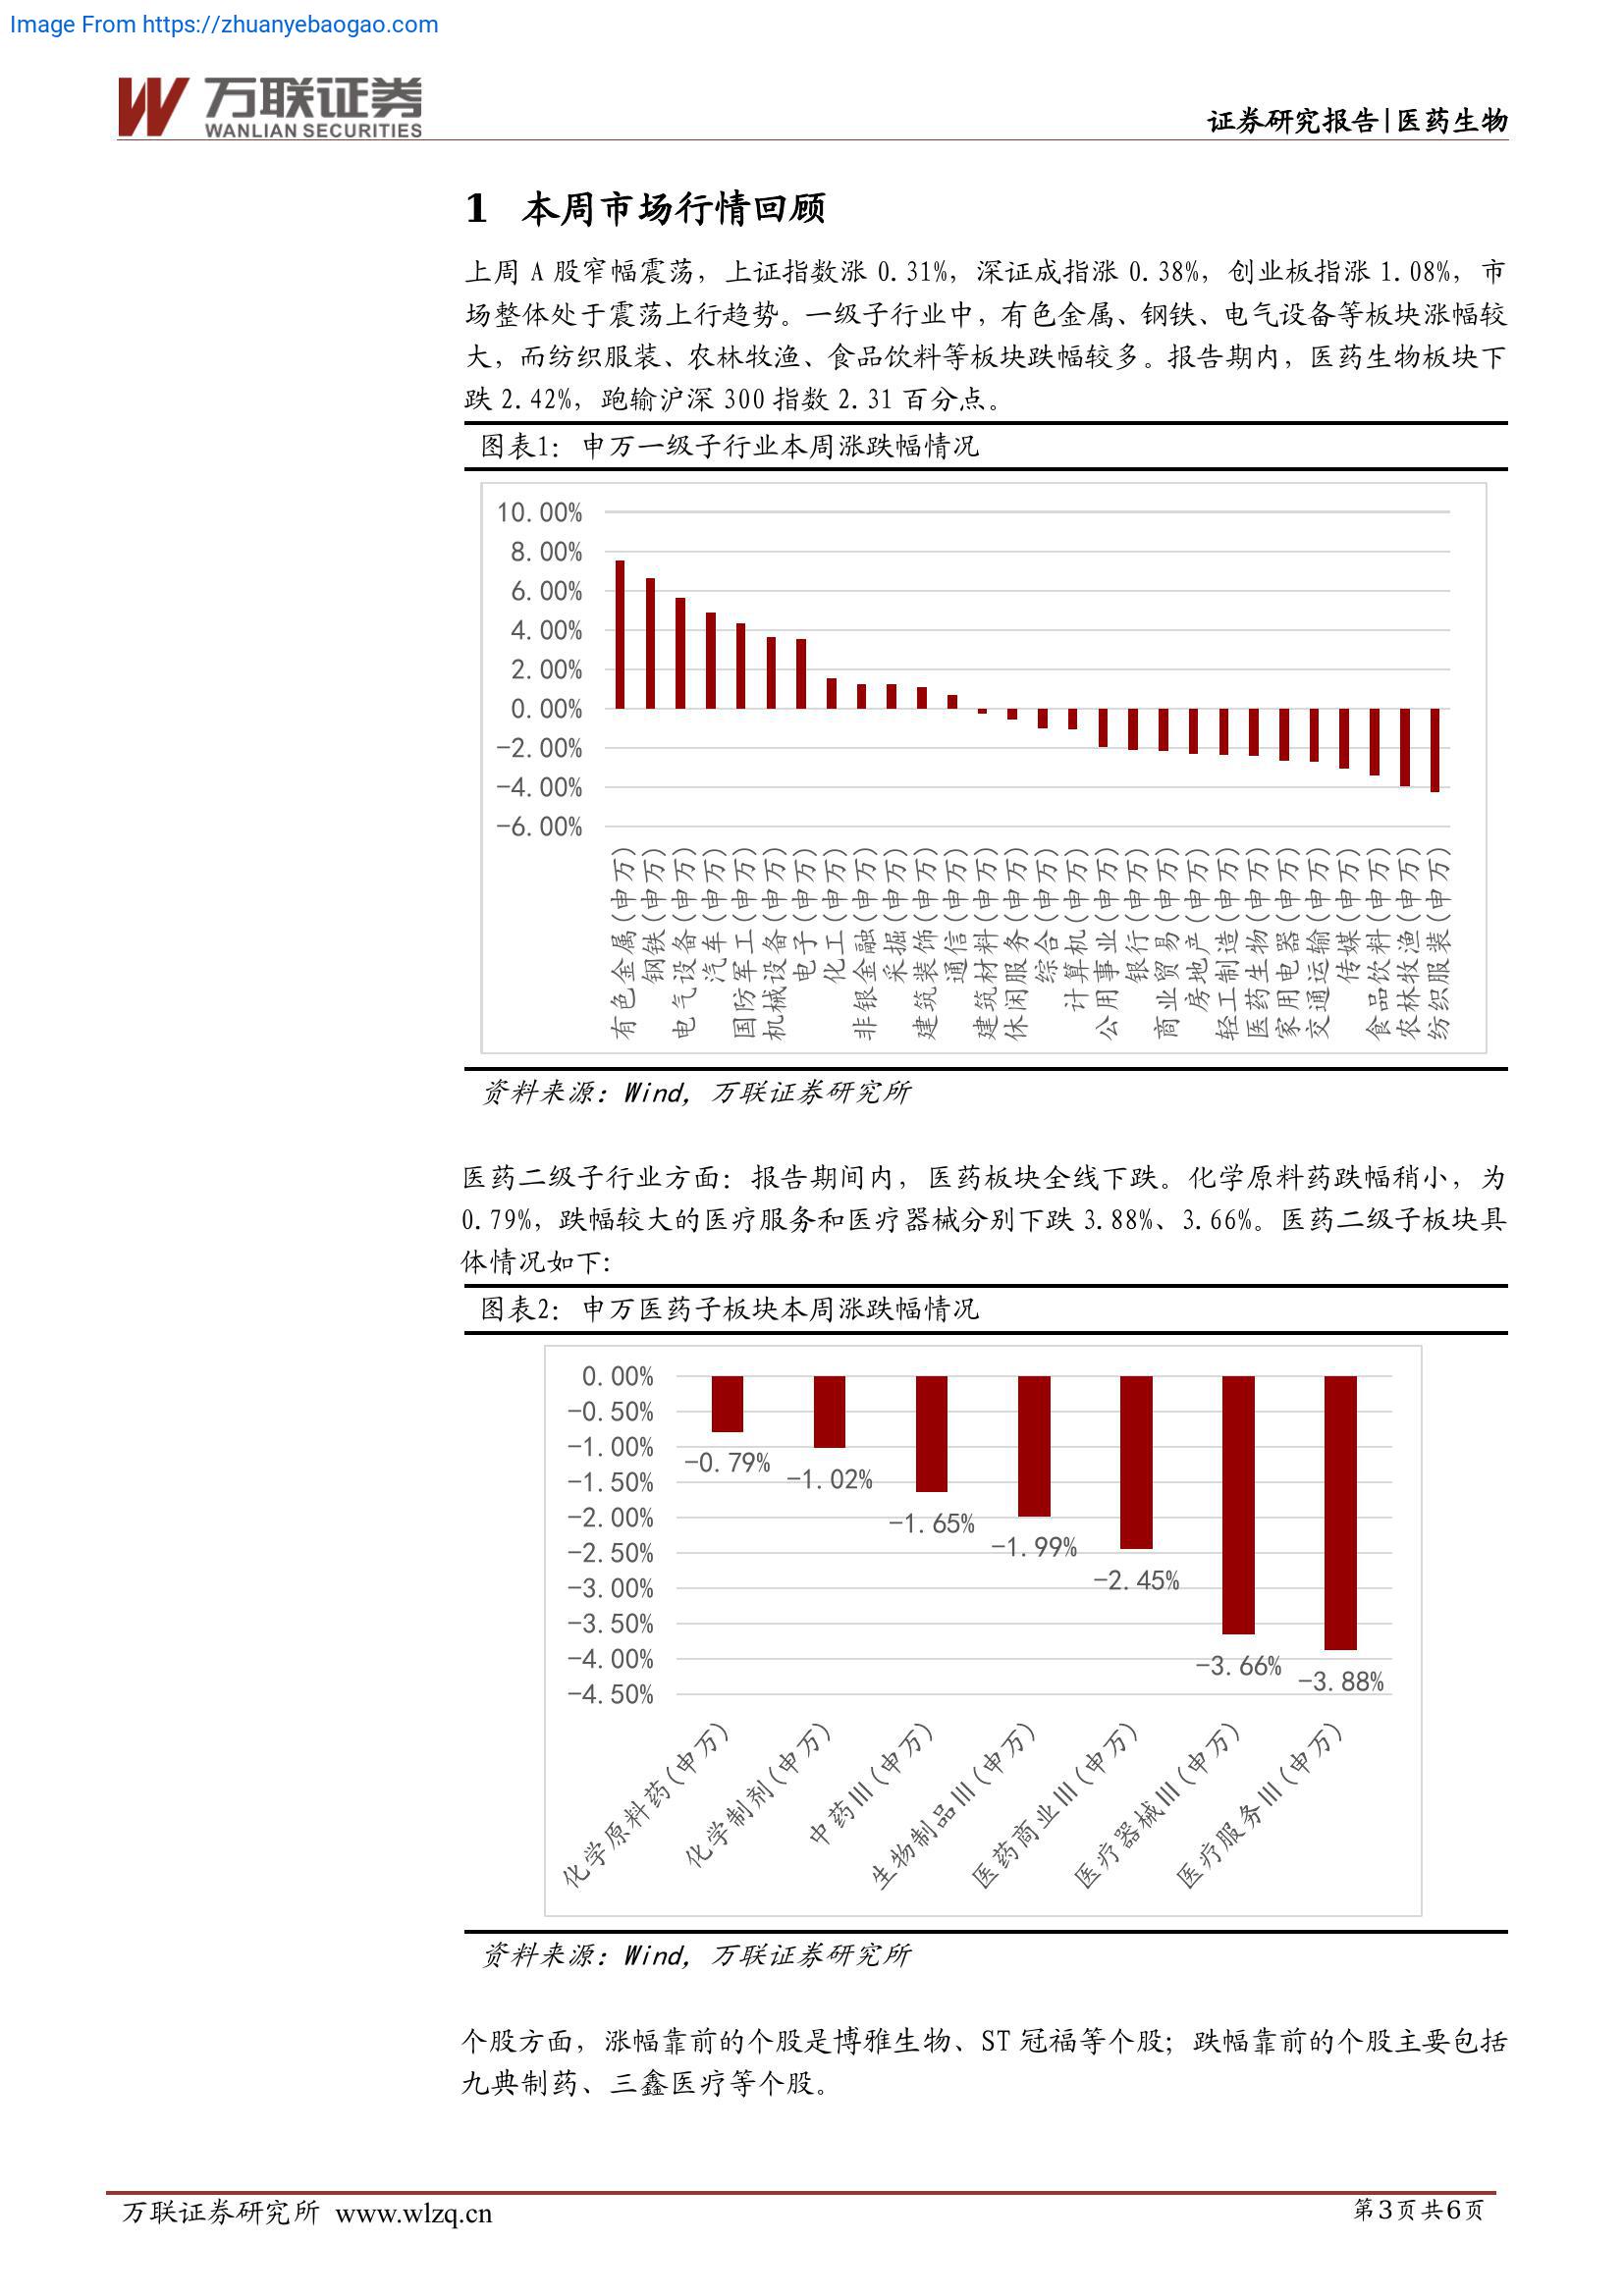 Image From https://zhuanyebaogao.com
万联证券
WANLIAN SECURITIES
证券研究报告|医药生物
1 本周市场行情回顾
上周 A 股窄幅震荡，上证指数涨 0.31%，深证成指涨 0.38%，创业板指涨 1.08%，市
场整体处于震荡上行趋势。一级子行业中，有色金属、钢铁、电气设备等板块涨幅较
大，而纺织服装、农林牧渔、食品饮料等板块跌幅较多。报告期内，医药生物板块下
跌 2.42%，跑输沪深 300 指数 2.31 百分点。
图表1：申万一级子行业本周涨跌幅情况
10.00%
8.00%
6.00%
4.00%
2.00%
0.00%
-2.00%
-4.00%
-6.00%
有色金属(申万)
钢铁(申万)
电气设备(申万)
汽车(申万)
国防军工(申万)
机械设备(申万)
电子(申万)
化工(申万)
非银金融(申万)
采掘(申万)
建筑装饰(申万)
通信(申万)
建筑材料(申万)
休闲服务(申万)
综合(申万)
计算机(申万)
公用事业(申万)
银行(申万)
商业贸易(申万)
房地产(申万)
轻工制造(申万)
医药生物(申万)
家用电器(申万)
交通运输(申万)
传媒(申万)
食品饮料(申万)
农林牧渔(申万)
纺织服装(申万)
资料来源：Wind，万联证券研究所
医药二级子行业方面：报告期间内，医药板块全线下跌。化学原料药跌幅稍小，为
0.79%，跌幅较大的医疗服务和医疗器械分别下跌 3.88%、3.66%。医药二级子板块具
体情况如下：
图表2：申万医药子板块本周涨跌幅情况
0.00%
-0.50%
-1.00%
-1.50%
-2.00%
-2.50%
-3.00%
-3.50%
-4.00%
-4.50%
-0.79%
-1.02%
-1.65%
-1.99%
-2.45%
-3.66%
-3.88%
化学原料药(申万)
化学制剂(申万)
中药Ⅲ(申万)
生物制品Ⅲ(申万)
医药商业Ⅲ(申万)
医疗器械Ⅲ(申万)
医疗服务Ⅲ(申万)
资料来源：Wind，万联证券研究所
个股方面，涨幅靠前的个股是博雅生物、ST 冠福等个股；跌幅靠前的个股主要包括
九典制药、三鑫医疗等个股。
万联证券研究所 www.wlzq.cn
第3页共6页